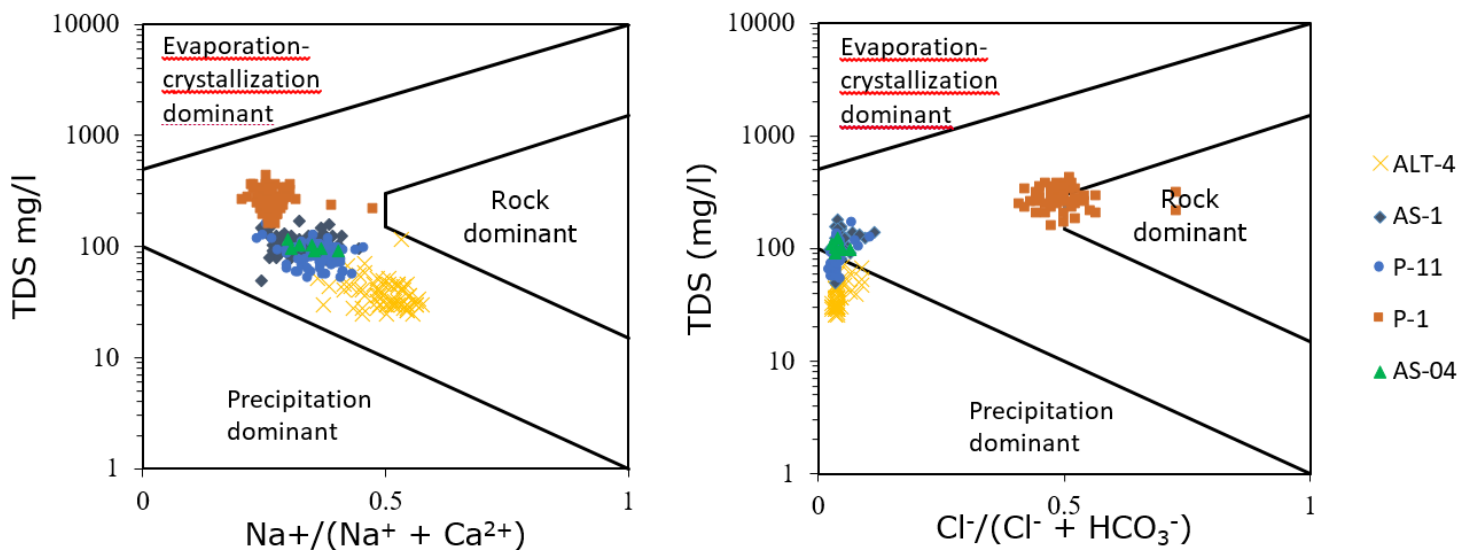 10000
1000
100
10
1
TDS mg/l
Evaporation-
crystallization
dominant
Rock
dominant
Precipitation
dominant
0
0.5
1
Na+/(Na⁺ + Ca²⁺)
10000
1000
100
10
1
TDS (mg/l)
Evaporation-
crystallization
dominant
Rock
dominant
Precipitation
dominant
0
0.5
1
Cl⁻/(Cl⁻ + HCO₃⁻)
ALT-4
AS-1
P-11
P-1
AS-04